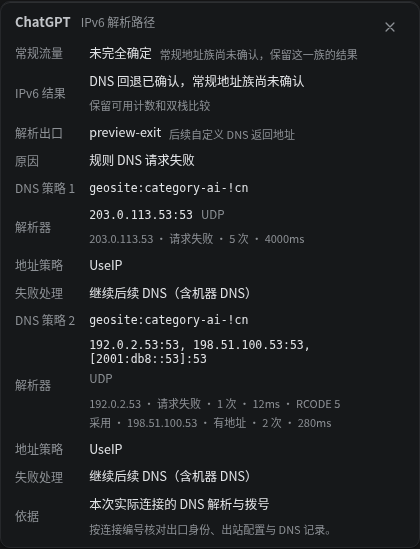 ChatGPT IPv6 解析路径
常规流量 未完全确定 常规地址族尚未确认，保留这一族的结果
IPv6 结果 DNS 回退已确认，常规地址族尚未确认
保留可用计数和双栈比较
解析出口 preview-exit 后续自定义 DNS 返回地址
原因 规则 DNS 请求失败
DNS 策略 1 geosite:category-ai-!cn
解析器 203.0.113.53:53 UDP
203.0.113.53 · 请求失败 · 5 次 · 4000ms
地址策略 UseIP
失败处理 继续后续 DNS（含机器 DNS）
DNS 策略 2 geosite:category-ai-!cn
解析器 192.0.2.53:53, 198.51.100.53:53,
[2001:db8::53]:53
UDP
192.0.2.53 · 请求失败 · 1 次 · 12ms · RCODE 5
采用 · 198.51.100.53 · 有地址 · 2 次 · 280ms
地址策略 UseIP
失败处理 继续后续 DNS（含机器 DNS）
依据 本次实际连接的 DNS 解析与拨号
按连接编号核对出口身份、出站配置与 DNS 记录。